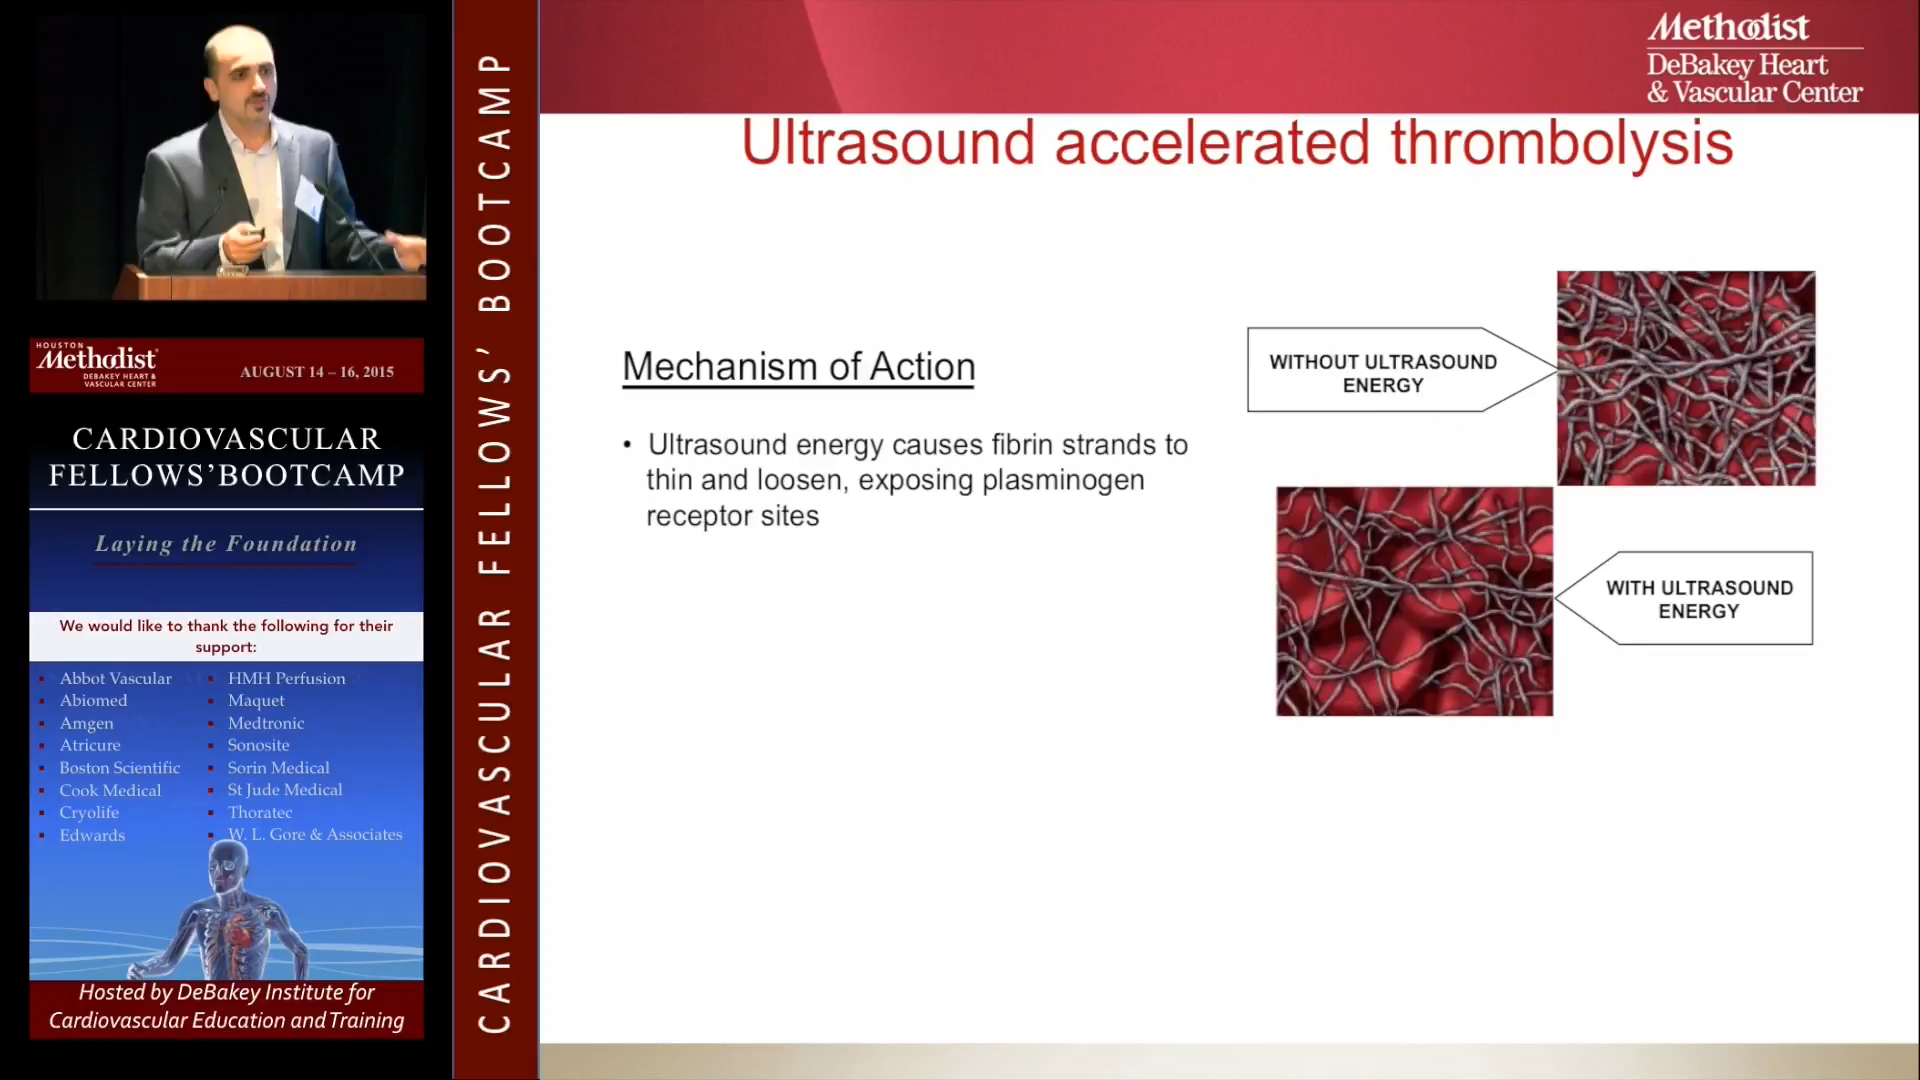 HOUSTON
Methodist
DEBAKEY HEART &
VASCULAR CENTER
AUGUST 14 – 16, 2015
CARDIOVASCULAR
FELLOWS’BOOTCAMP
Laying the Foundation
We would like to thank the following for their
support:
Abbot Vascular
Abiomed
Amgen
Atricure
Boston Scientific
Cook Medical
Cryolife
Edwards
HMH Perfusion
Maquet
Medtronic
Sonosite
Sorin Medical
St Jude Medical
Thoratec
W. L. Gore & Associates
Hosted by DeBakey Institute for
Cardiovascular Education and Training
CARDIOVASCULAR FELLOWS’ BOOTCAMP
Methodist
DeBakey Heart
& Vascular Center
Ultrasound accelerated thrombolysis
Mechanism of Action
• Ultrasound energy causes fibrin strands to
thin and loosen, exposing plasminogen
receptor sites
WITHOUT ULTRASOUND
ENERGY
WITH ULTRASOUND
ENERGY